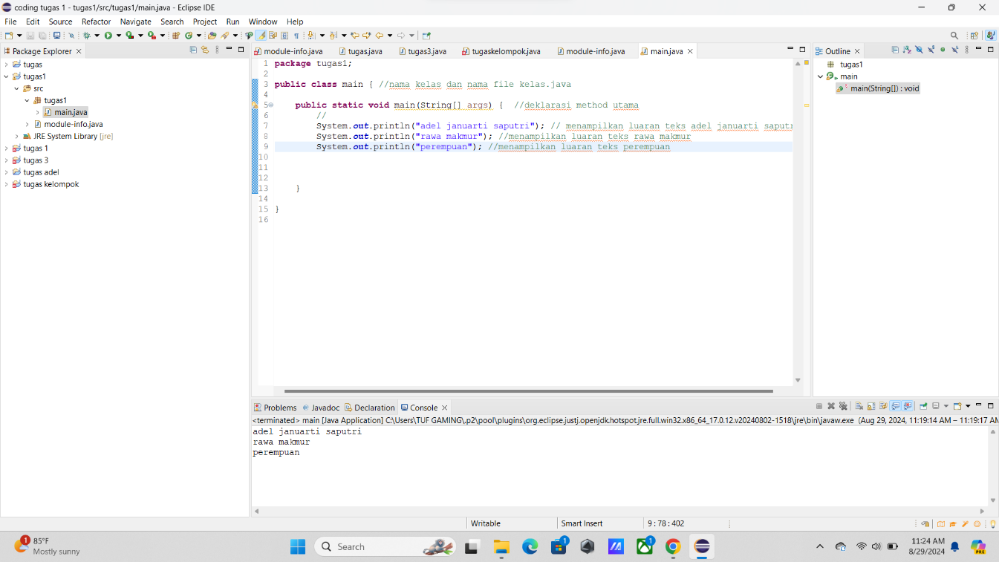 coding tugas 1 - tugas1/src/tugas1/main.java - Eclipse IDE
File Edit Source Refactor Navigate Search Project Run Window Help
Package Explorer
tugas
tugas1
src
tugas1
main.java
module-info.java
JRE System Library [jre]
tugas 1
tugas 3
tugas adel
tugas kelompok
module-info.java tugas.java tugas3.java tugaskelompok.java module-info.java main.java
1 package tugas1;
2
3 public class main { //nama kelas dan nama file kelas.java
4
5 public static void main(String[] args) { //deklarasi method utama
6 //
7 System.out.println("adel januarti saputri"); // menampilkan luaran teks adel januarti saputr
8 System.out.println("rawa makmur"); //menampilkan luaran teks rawa makmur
9 System.out.println("perempuan"); //menampilkan luaran teks perempuan
10
11
12
13 }
14
15 }
16
Outline
tugas1
main
main(String[]) : void
Problems Javadoc Declaration Console
<terminated> main [Java Application] C:\Users\TUF GAMING\.p2\pool\plugins\org.eclipse.justj.openjdk.hotspot.jre.full.win32.x86_64_17.0.12.v20240802-1518\jre\bin\javaw.exe (Aug 29, 2024, 11:19:14 AM – 11:19:17 AM
adel januarti saputri
rawa makmur
perempuan
Writable Smart Insert 9 : 78 : 402
1
85°F
Mostly sunny
Search
1
1
PRE
11:24 AM
8/29/2024